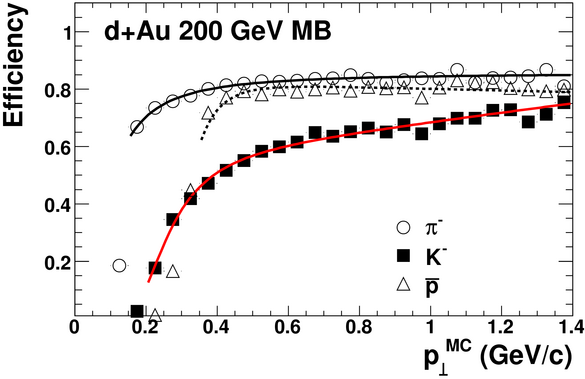 d+Au 200 GeV MB
Efficiency
1
0.8
0.6
0.4
0.2
0 0.2 0.4 0.6 0.8 1 1.2 1.4
π⁻
K⁻
p̅
p⊥^MC (GeV/c)